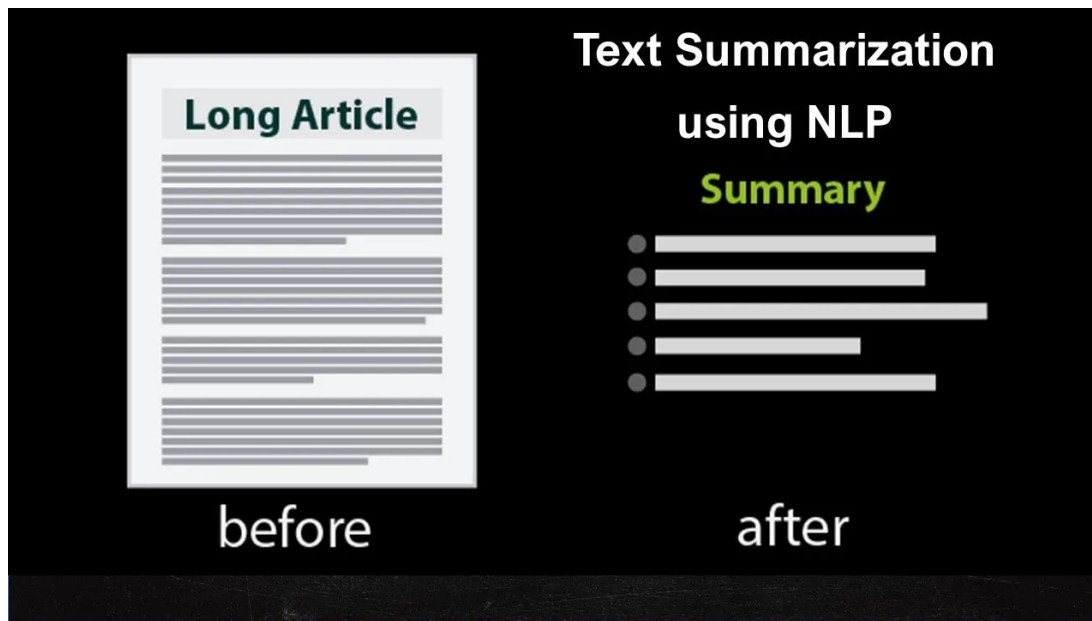 Long Article
before
Text Summarization
using NLP
Summary
after